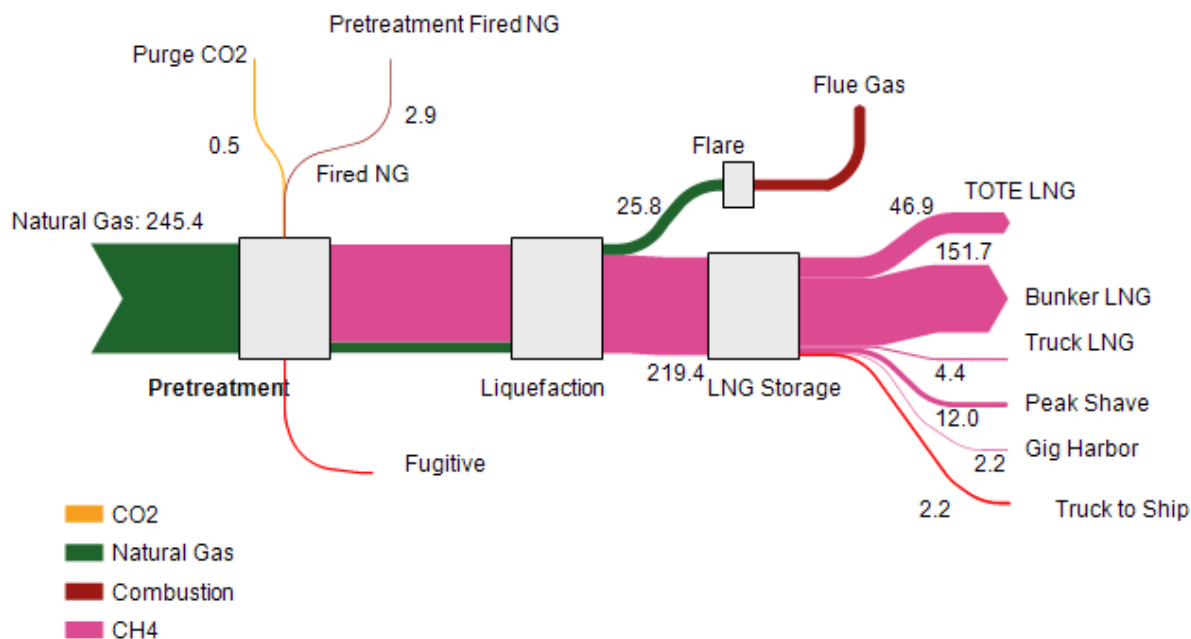 Pretreatment Fired NG
Purge CO2
Flue Gas
2.9
0.5
Flare
Fired NG
TOTE LNG
25.8
46.9
Natural Gas: 245.4
151.7
Bunker LNG
Truck LNG
219.4
4.4
Pretreatment
Liquefaction
LNG Storage
Peak Shave
12.0
Gig Harbor
2.2
Fugitive
2.2
Truck to Ship
CO2
Natural Gas
Combustion
CH4